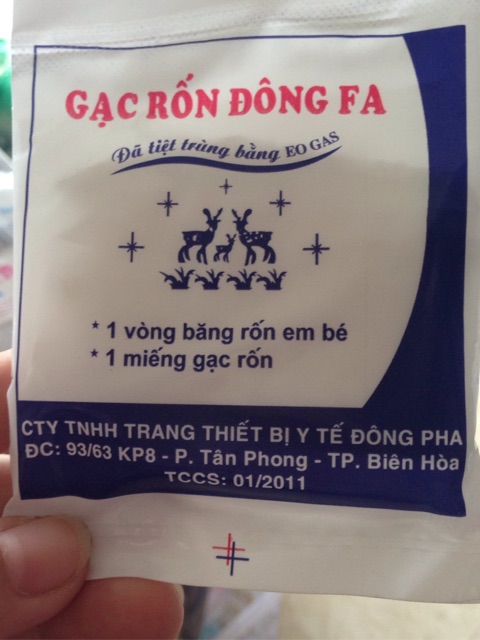 GẠC RỐN ĐÔNG FA
Đã tiệt trùng bằng EO GAS
* 1 vòng băng rốn em bé
* 1 miếng gạc rốn
CTY TNHH TRANG THIẾT BỊ Y TẾ ĐÔNG PHA
ĐC: 93/63 KP8 - P. Tân Phong - TP. Biên Hòa
TCCS: 01/2011